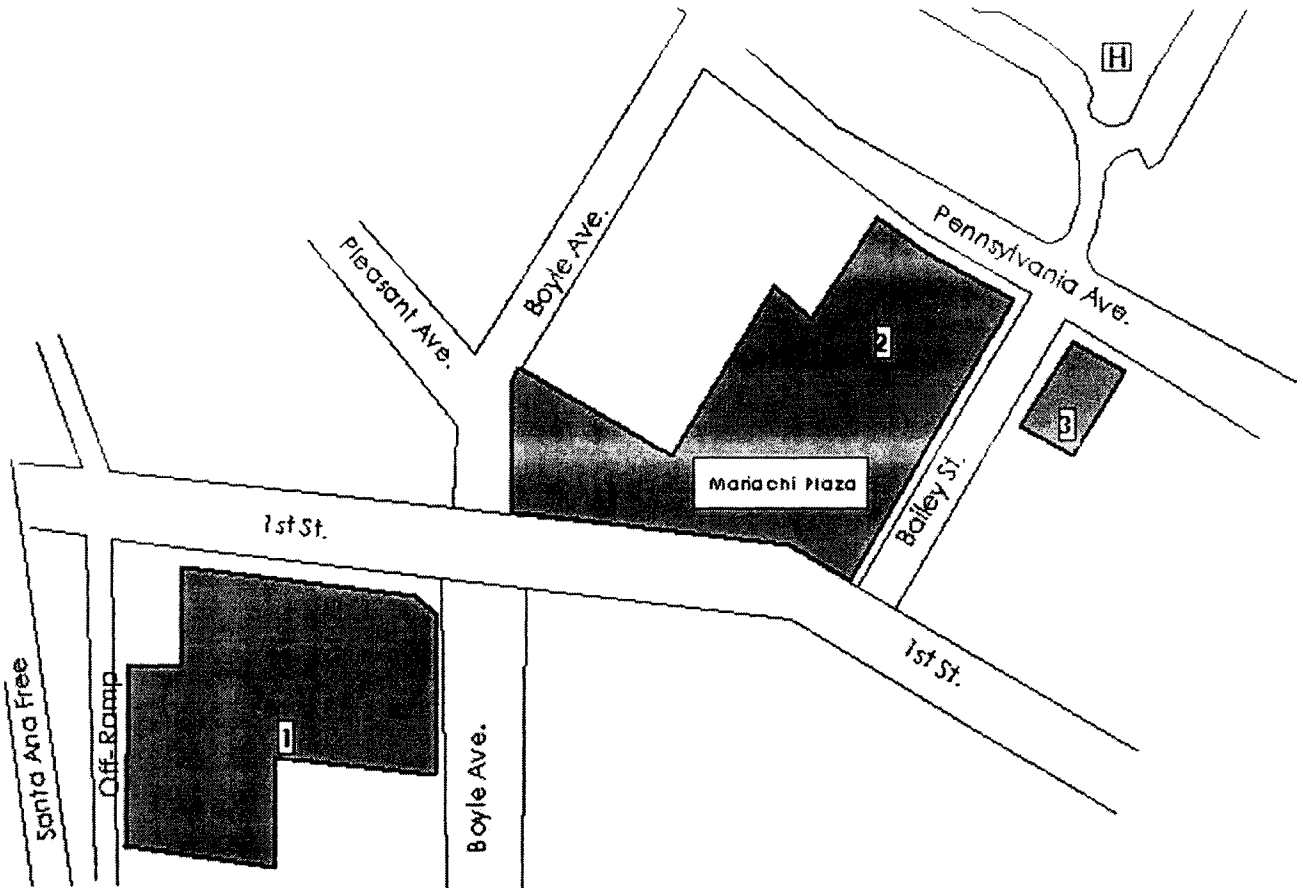 H
Boyle Ave.
Pleasant Ave.
Pennsylvania Ave.
2
3
Mariachi Plaza
Bailey St.
1st St.
1st St.
Santa Ana Free
Off-Ramp
1
Boyle Ave.